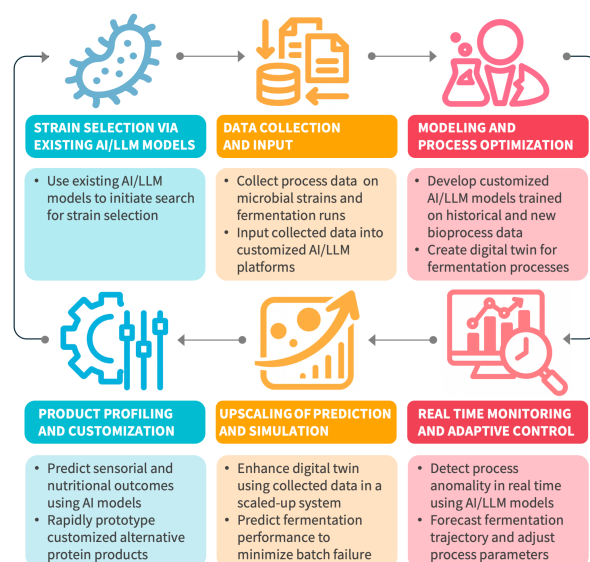 STRAIN SELECTION VIA
EXISTING AI/LLM MODELS
• Use existing AI/LLM
models to initiate search
for strain selection
DATA COLLECTION
AND INPUT
• Collect process data on
microbial strains and
fermentation runs
• Input collected data into
customized AI/LLM
platforms
MODELING AND
PROCESS OPTIMIZATION
• Develop customized
AI/LLM models trained
on historical and new
bioprocess data
• Create digital twin for
fermentation processes
PRODUCT PROFILING
AND CUSTOMIZATION
• Predict sensorial and
nutritional outcomes
using AI models
• Rapidly prototype
customized alternative
protein products
UPSCALING OF PREDICTION
AND SIMULATION
• Enhance digital twin
using collected data in a
scaled-up system
• Predict fermentation
performance to
minimize batch failure
REAL TIME MONITORING
AND ADAPTIVE CONTROL
• Detect process
anomality in real time
using AI/LLM models
• Forecast fermentation
trajectory and adjust
process parameters